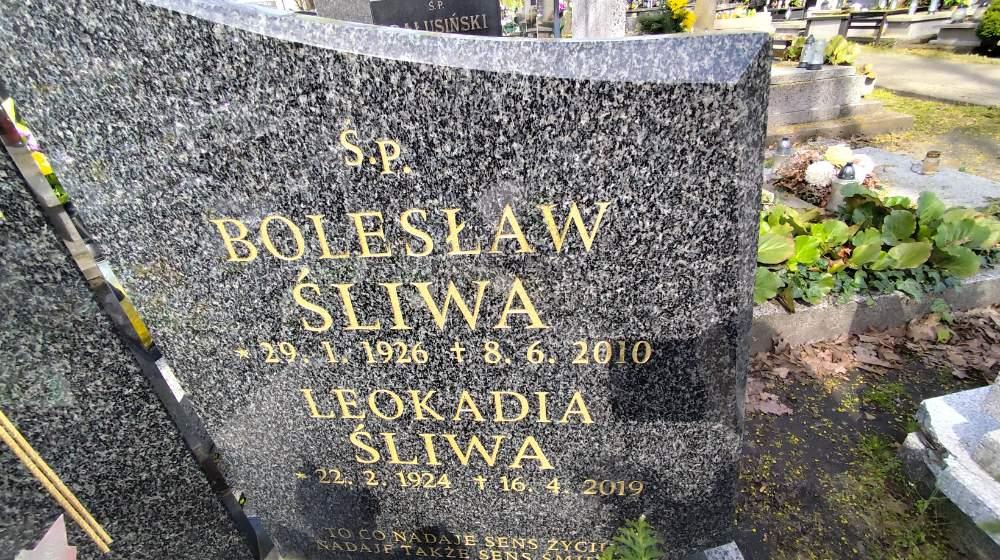 Ś.P.
Ś.P.
BOLESŁAW
ŚLIWA
* 29. 1. 1926 ✝ 8. 6. 2010
LEOKADIA
ŚLIWA
* 22. 2. 1924 ✝ 16. 4. 2019
TO CO NADAJE SENS
NADAJE TAKŻE SENS